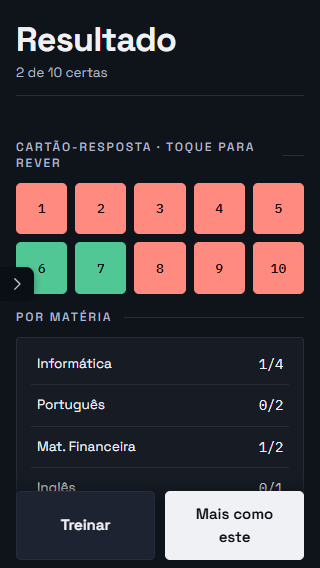 Resultado
2 de 10 certas
CARTÃO-RESPOSTA · TOQUE PARA
REVER
1 2 3 4 5
6 7 8 9 10
POR MATÉRIA
Informática 1/4
Português 0/2
Mat. Financeira 1/2
Inglês 0/1
Treinar
Mais como
este